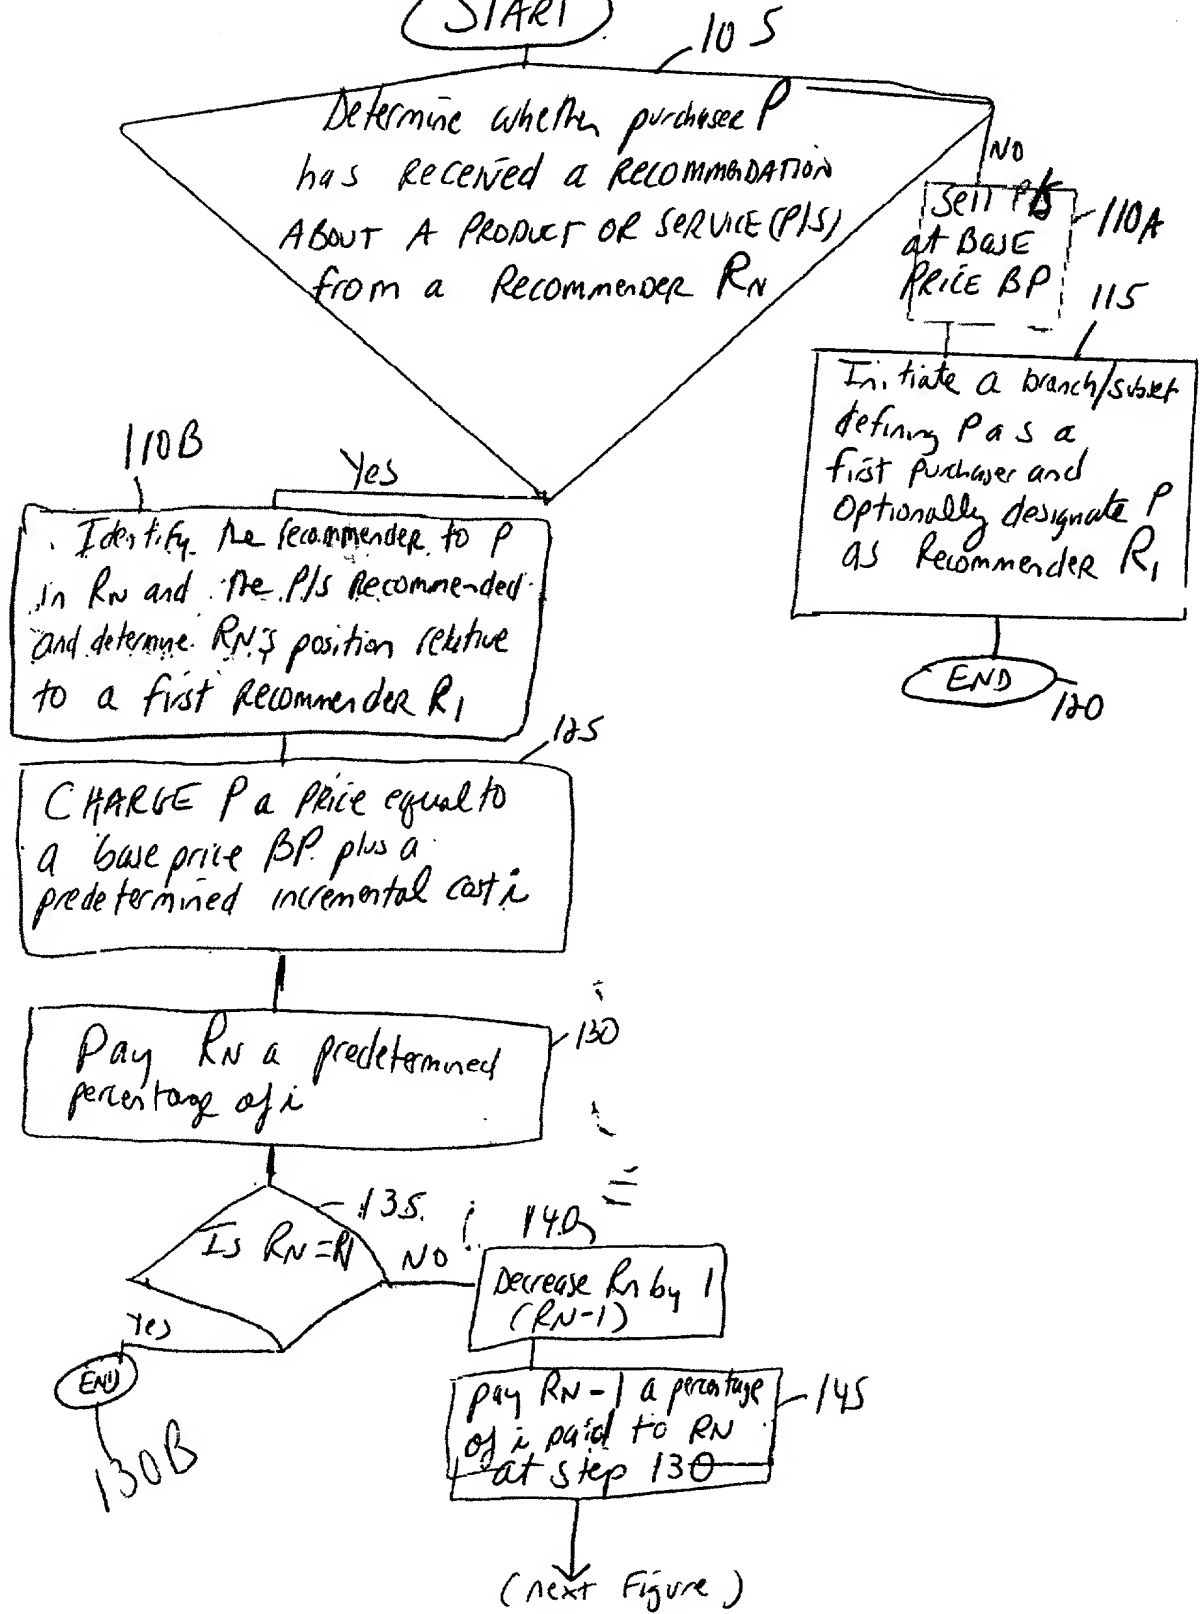 START
105
Determine whether purchaser P
has Received a RECOMMENDATION
ABOUT A PRODUCT OR SERVICE (P/S)
from a Recommender RN
NO
Sell P/S
at BASE
PRICE BP
110A
115
Initiate a branch/subset
defining P as a
first purchaser and
Optionally designate P
as Recommender R1
END
120
110B
Yes
Identify the recommender to P
in RN and the P/S Recommended
and determine RN's position relative
to a first Recommender R1
125
CHARGE P a PRICE equal to
a base price BP plus a
predetermined incremental cost i
Pay RN a predetermined
percentage of i
130
135
Is RN=R1
NO
Yes
END
130B
140
Decrease Rn by 1
(RN-1)
pay RN-1 a percentage
of i paid to RN
at step 130
145
(next Figure)